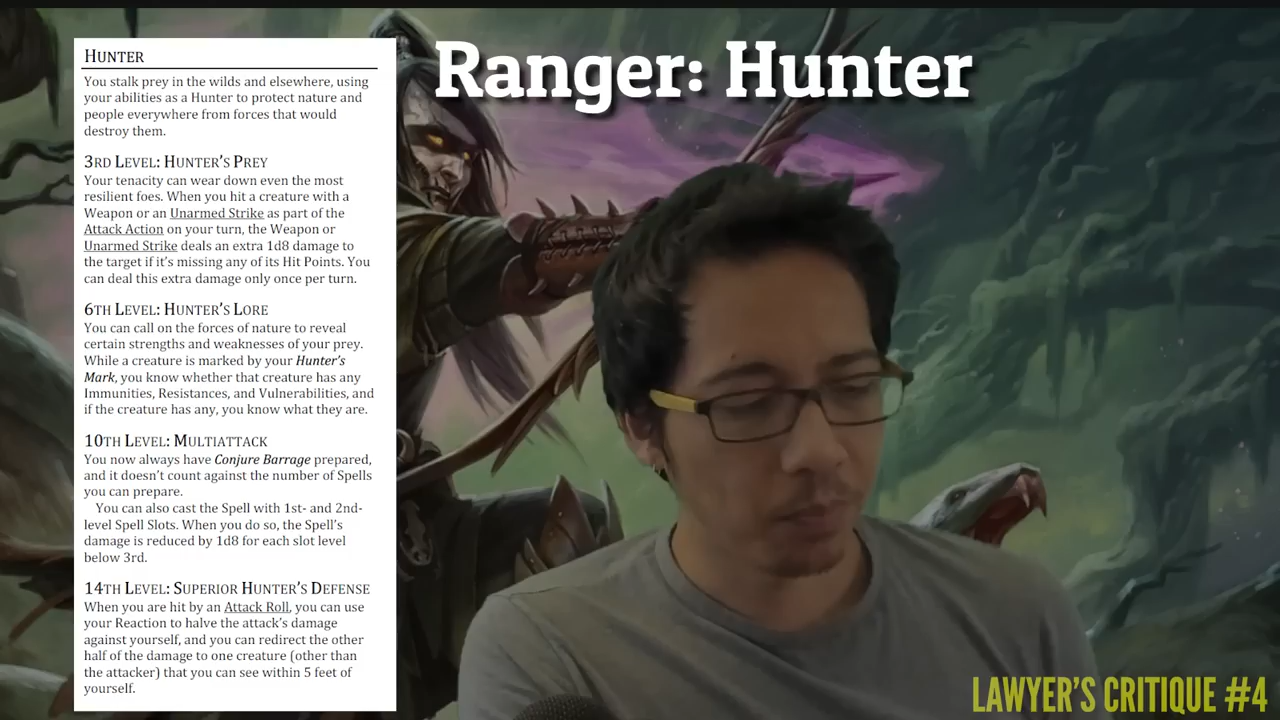 HUNTER
You stalk prey in the wilds and elsewhere, using
your abilities as a Hunter to protect nature and
people everywhere from forces that would
destroy them.
3RD LEVEL: HUNTER'S PREY
Your tenacity can wear down even the most
resilient foes. When you hit a creature with a
Weapon or an Unarmed Strike as part of the
Attack Action on your turn, the Weapon or
Unarmed Strike deals an extra 1d8 damage to
the target if it's missing any of its Hit Points. You
can deal this extra damage only once per turn.
6TH LEVEL: HUNTER'S LORE
You can call on the forces of nature to reveal
certain strengths and weaknesses of your prey.
While a creature is marked by your Hunter's
Mark, you know whether that creature has any
Immunities, Resistances, and Vulnerabilities, and
if the creature has any, you know what they are.
10TH LEVEL: MULTIATTACK
You now always have Conjure Barrage prepared,
and it doesn't count against the number of Spells
you can prepare.
You can also cast the Spell with 1st- and 2nd-
level Spell Slots. When you do so, the Spell's
damage is reduced by 1d8 for each slot level
below 3rd.
14TH LEVEL: SUPERIOR HUNTER'S DEFENSE
When you are hit by an Attack Roll, you can use
your Reaction to halve the attack's damage
against yourself, and you can redirect the other
half of the damage to one creature (other than
the attacker) that you can see within 5 feet of
yourself.
Ranger: Hunter
LAWYER'S CRITIQUE #4